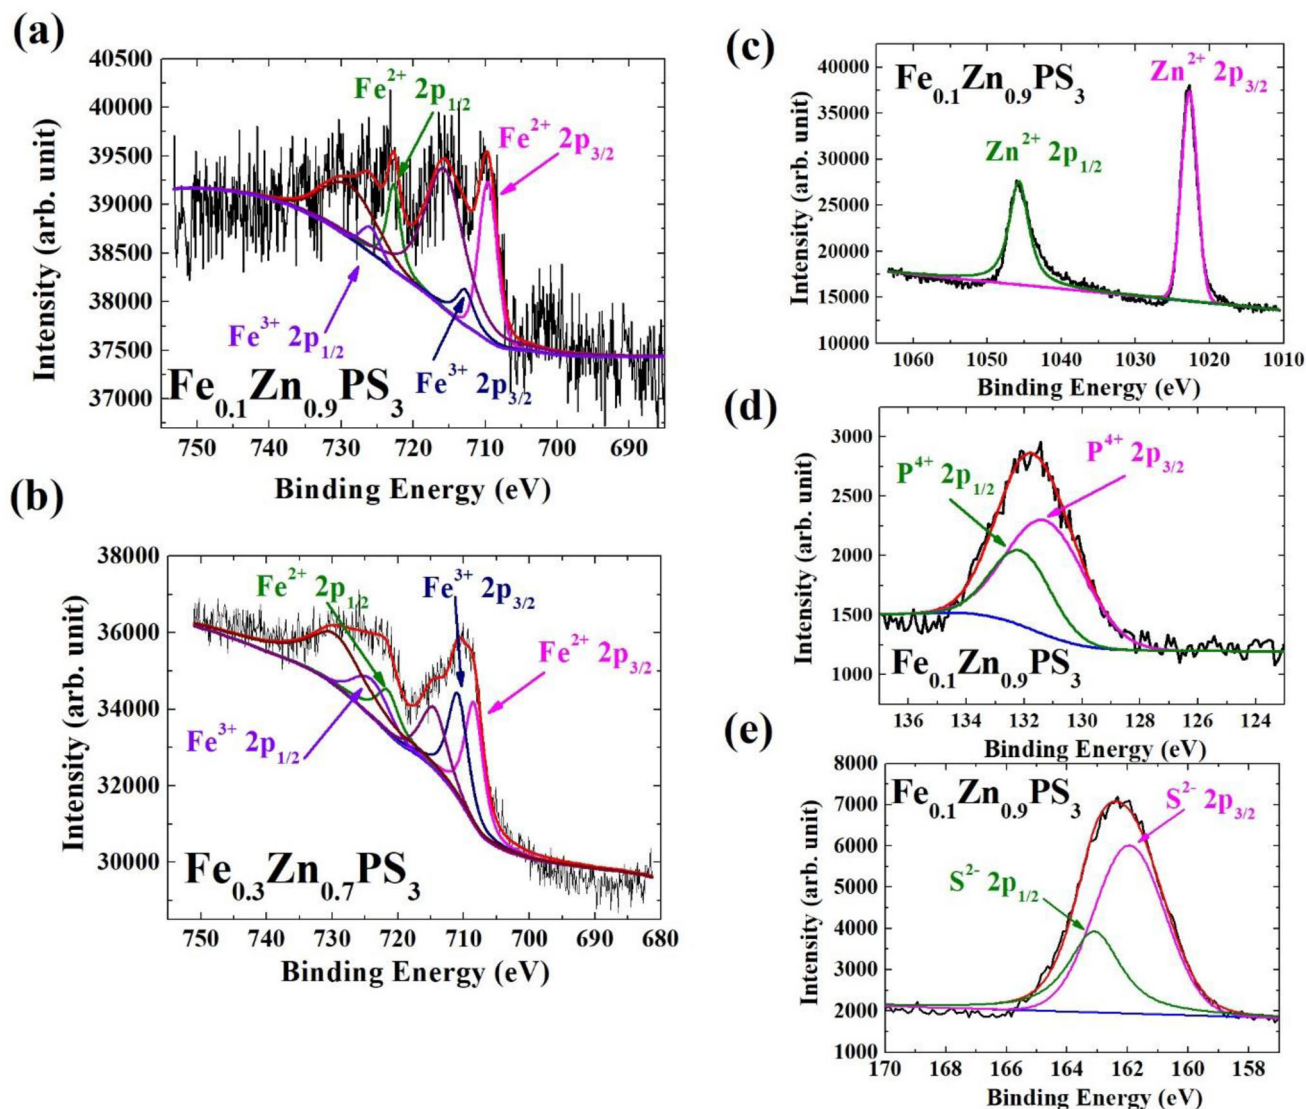 (a)
40500
40000
39500
39000
38500
38000
37500
37000
Intensity (arb. unit)
Fe²⁺ 2p₁/₂
Fe²⁺ 2p₃/₂
Fe³⁺ 2p₁/₂
Fe³⁺ 2p₃/₂
Fe₀.₁Zn₀.₉PS₃
750 740 730 720 710 700 690
Binding Energy (eV)
(b)
38000
36000
34000
32000
30000
Intensity (arb. unit)
Fe²⁺ 2p₁/₂
Fe³⁺ 2p₃/₂
Fe²⁺ 2p₃/₂
Fe³⁺ 2p₁/₂
Fe₀.₃Zn₀.₇PS₃
750 740 730 720 710 700 690 680
Binding Energy (eV)
(c)
40000
35000
30000
25000
20000
15000
10000
Intensity (arb. unit)
Fe₀.₁Zn₀.₉PS₃
Zn²⁺ 2p₃/₂
Zn²⁺ 2p₁/₂
1060 1050 1040 1030 1020 1010
Binding Energy (eV)
(d)
3000
2500
2000
1500
1000
Intensity (arb. unit)
P⁴⁺ 2p₁/₂
P⁴⁺ 2p₃/₂
Fe₀.₁Zn₀.₉PS₃
136 134 132 130 128 126 124
Binding Energy (eV)
(e)
8000
7000
6000
5000
4000
3000
2000
1000
Intensity (arb. unit)
Fe₀.₁Zn₀.₉PS₃
S²⁻ 2p₃/₂
S²⁻ 2p₁/₂
170 168 166 164 162 160 158
Binding Energy (eV)